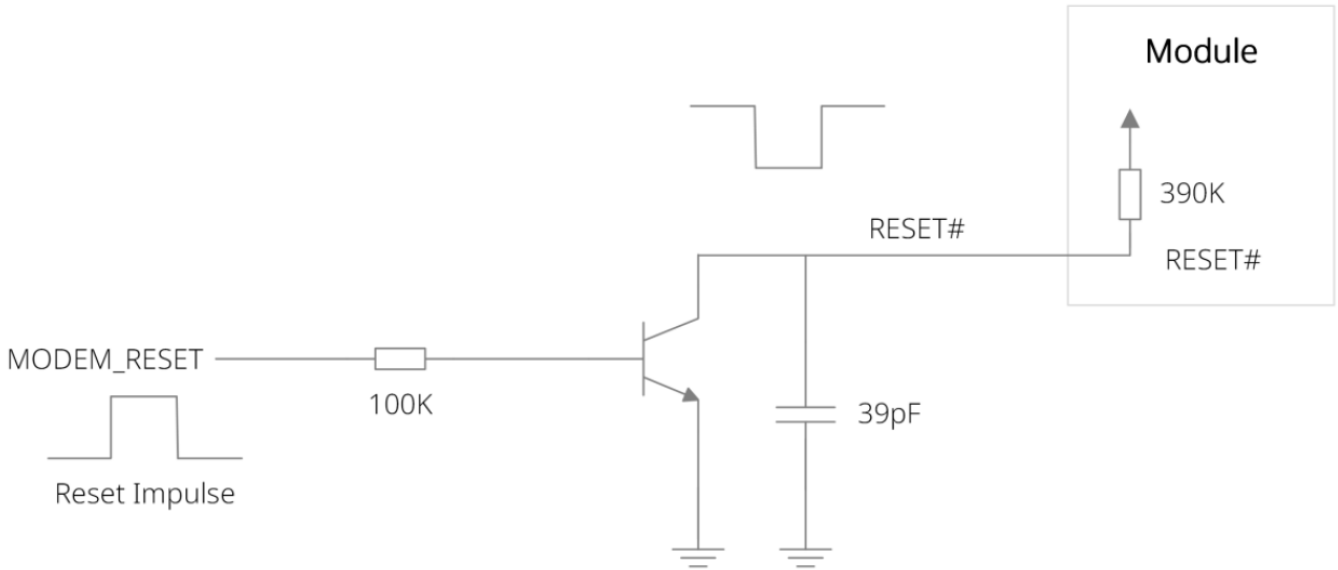 Module
390K
RESET#
RESET#
MODEM_RESET
100K
39pF
Reset Impulse